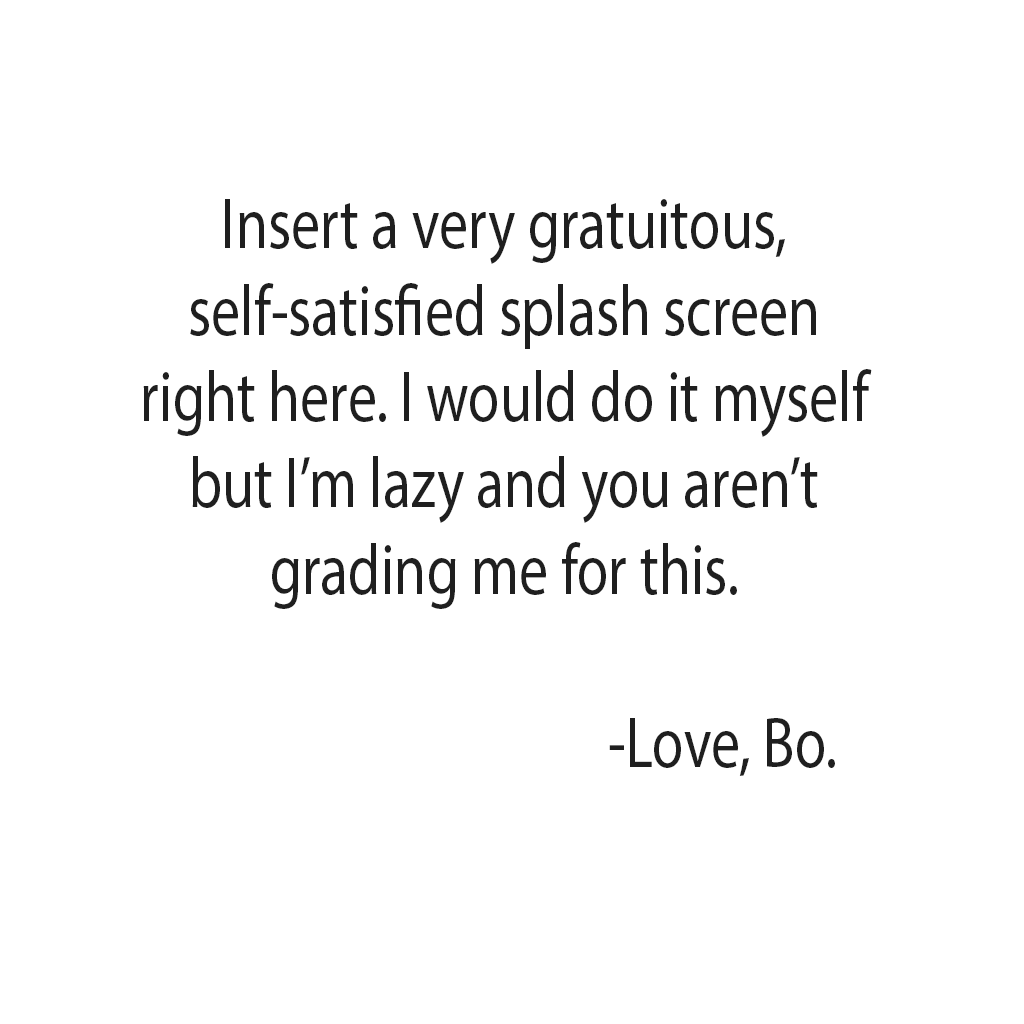 Insert a very gratuitous,
self-satisfied splash screen
right here. I would do it myself
but I’m lazy and you aren’t
grading me for this.
-Love, Bo.